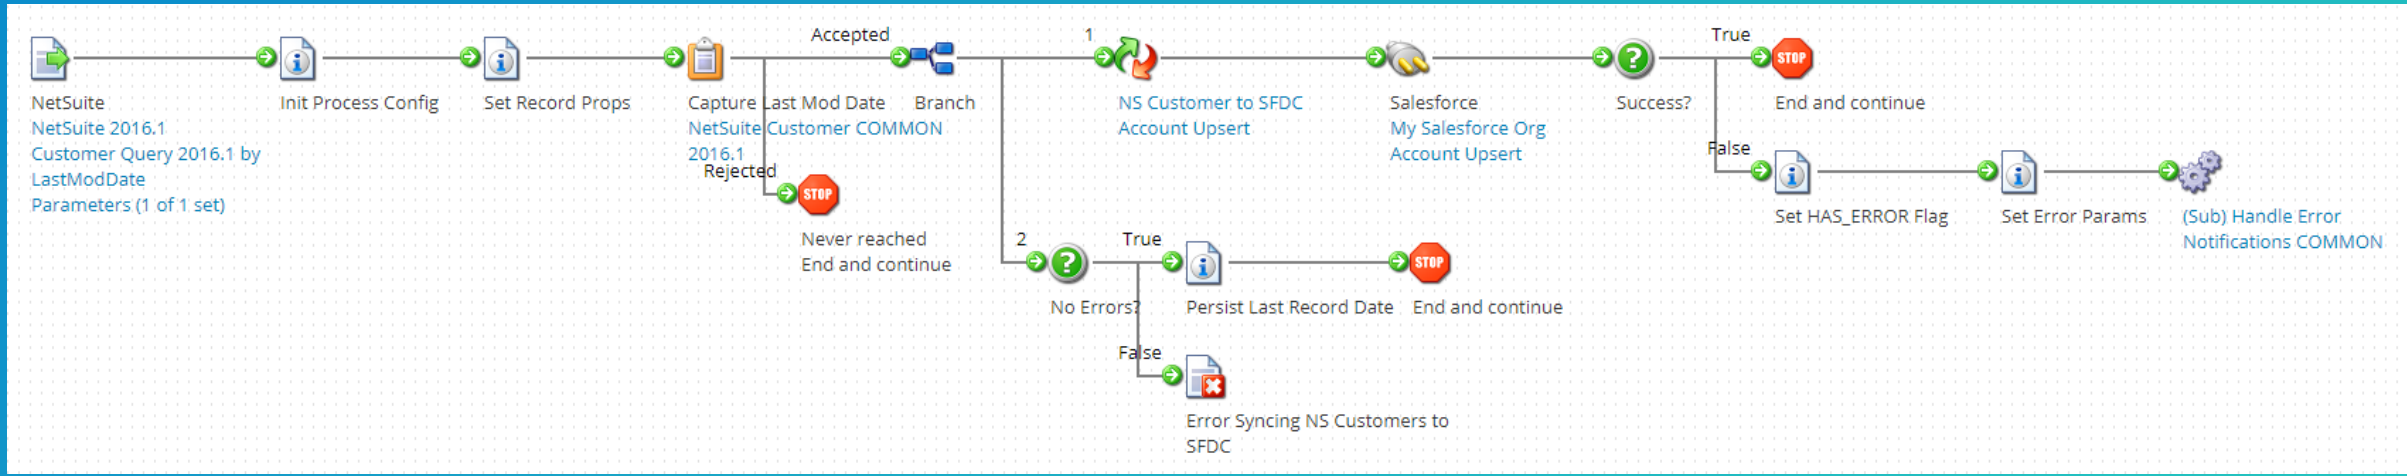 NetSuite
NetSuite 2016.1
Customer Query 2016.1 by
LastModDate
Parameters (1 of 1 set)
Init Process Config
Set Record Props
Capture Last Mod Date
NetSuite Customer COMMON
2016.1
Accepted
Rejected
STOP
Never reached
End and continue
Branch
1
NS Customer to SFDC
Account Upsert
Salesforce
My Salesforce Org
Account Upsert
Success?
True
STOP
End and continue
False
Set HAS_ERROR Flag
Set Error Params
(Sub) Handle Error
Notifications COMMON
2
No Errors?
True
Persist Last Record Date
STOP
End and continue
False
Error Syncing NS Customers to
SFDC